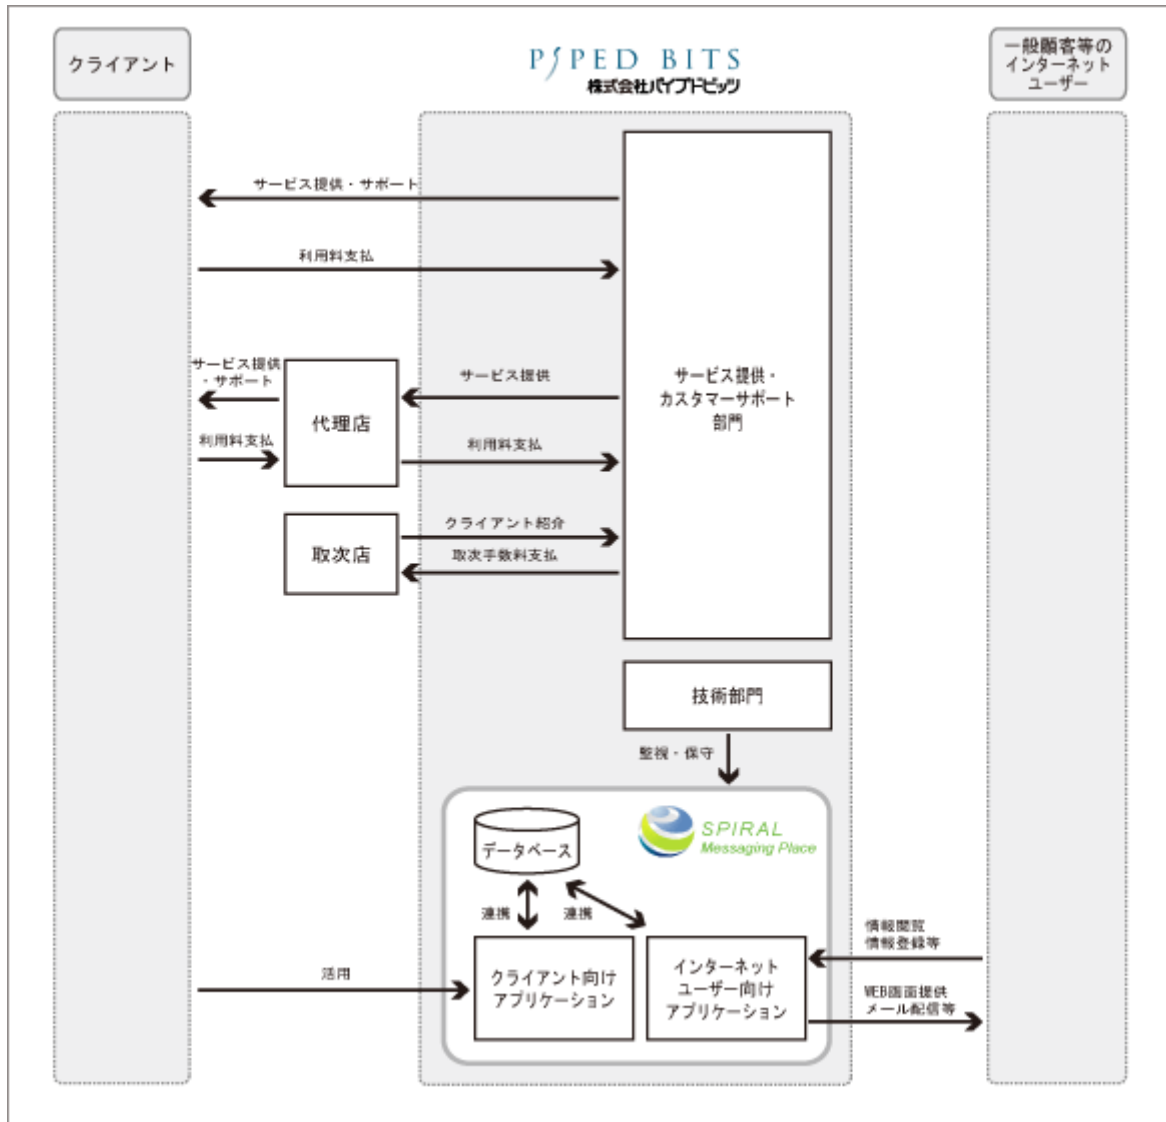 クライアント
PIPED BITS
株式会社パイプドビッツ
一般顧客等の
インターネット
ユーザー
サービス提供・サポート
利用料支払
サービス提供
・サポート
利用料支払
代理店
サービス提供
利用料支払
サービス提供・
カスタマーサポート
部門
取次店
クライアント紹介
取次手数料支払
技術部門
監視・保守
データベース
SPIRAL
Messaging Place
連携
連携
クライアント向け
アプリケーション
インターネット
ユーザー向け
アプリケーション
活用
情報閲覧
情報登録等
WEB画面提供
メール配信等